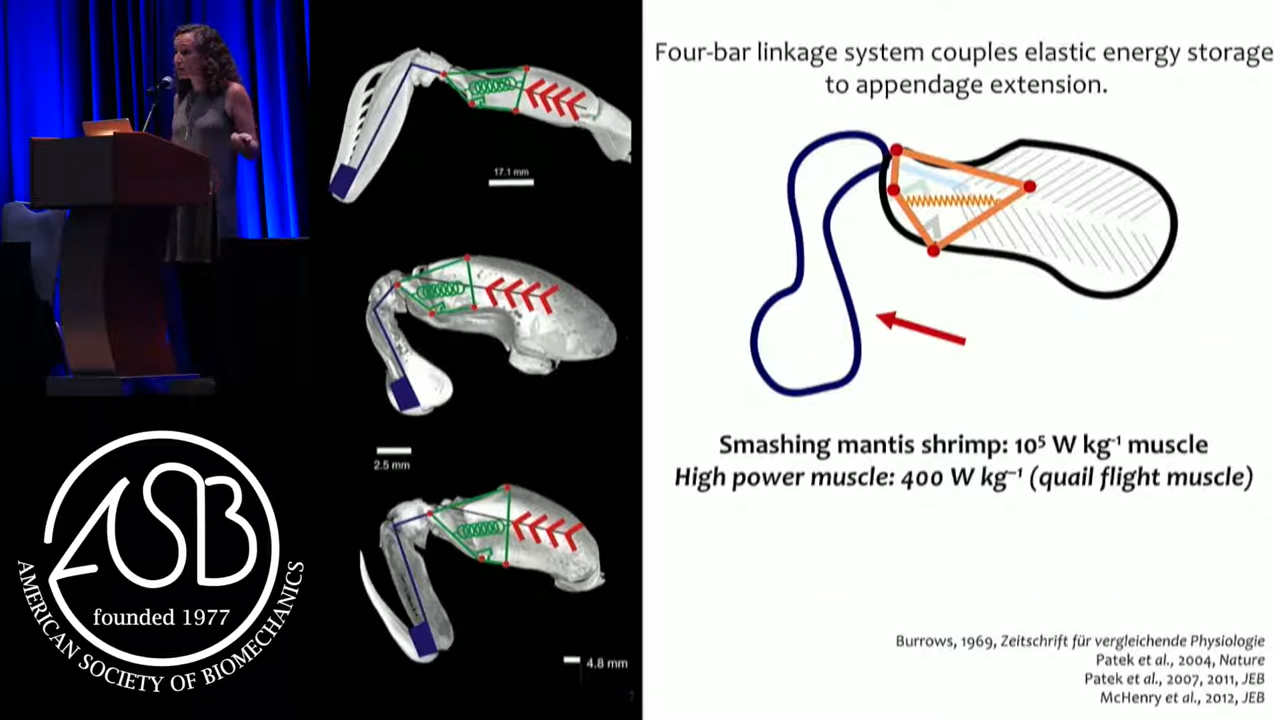 17.1 mm
2.5 mm
4.8 mm
ASB
founded 1977
AMERICAN SOCIETY OF BIOMECHANICS
Four-bar linkage system couples elastic energy storage
to appendage extension.
Smashing mantis shrimp: 10⁵ W kg⁻¹ muscle
High power muscle: 400 W kg⁻¹ (quail flight muscle)
Burrows, 1969, Zeitschrift für vergleichende Physiologie
Patek et al., 2004, Nature
Patek et al., 2007, 2011, JEB
McHenry et al., 2012, JEB